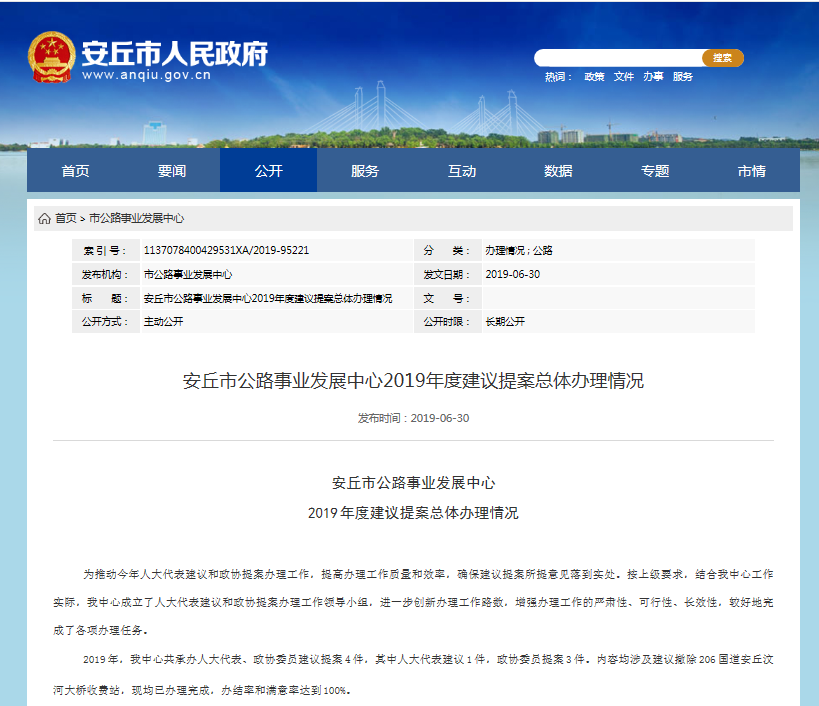 安丘市人民政府
www.anqiu.gov.cn
搜索
热词： 政策 文件 办事 服务
首页 要闻 公开 服务 互动 数据 专题 市情
首页 > 市公路事业发展中心
索 引 号： 1137078400429531XA/2019-95221 分 类： 办理情况 ; 公路
发布机构： 市公路事业发展中心 发文日期： 2019-06-30
标 题： 安丘市公路事业发展中心2019年度建议提案总体办理情况 文 号：
公开方式： 主动公开 公开时限： 长期公开
安丘市公路事业发展中心2019年度建议提案总体办理情况
发布时间：2019-06-30
安丘市公路事业发展中心
2019 年度建议提案总体办理情况
为推动今年人大代表建议和政协提案办理工作，提高办理工作质量和效率，确保建议提案所提意见落到实处。按上级要求，结合我中心工作
实际，我中心成立了人大代表建议和政协提案办理工作领导小组，进一步创新办理工作路数，增强办理工作的严肃性、可行性、长效性，较好地完
成了各项办理任务。
2019 年，我中心共承办人大代表、政协委员建议提案 4 件，其中人大代表建议 1 件，政协委员提案 3 件。内容均涉及建议撤除 206 国道安丘汶
河大桥收费站，现均已办理完成，办结率和满意率达到 100%。